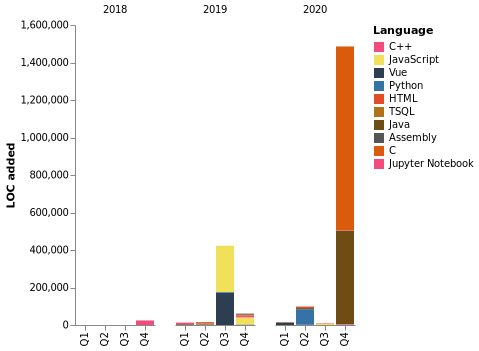 2018 2019 2020
LOC added
1,600,000
1,400,000
1,200,000
1,000,000
800,000
600,000
400,000
200,000
0
Q1 Q2 Q3 Q4 Q1 Q2 Q3 Q4 Q1 Q2 Q3 Q4
Language
C++
JavaScript
Vue
Python
HTML
TSQL
Java
Assembly
C
Jupyter Notebook